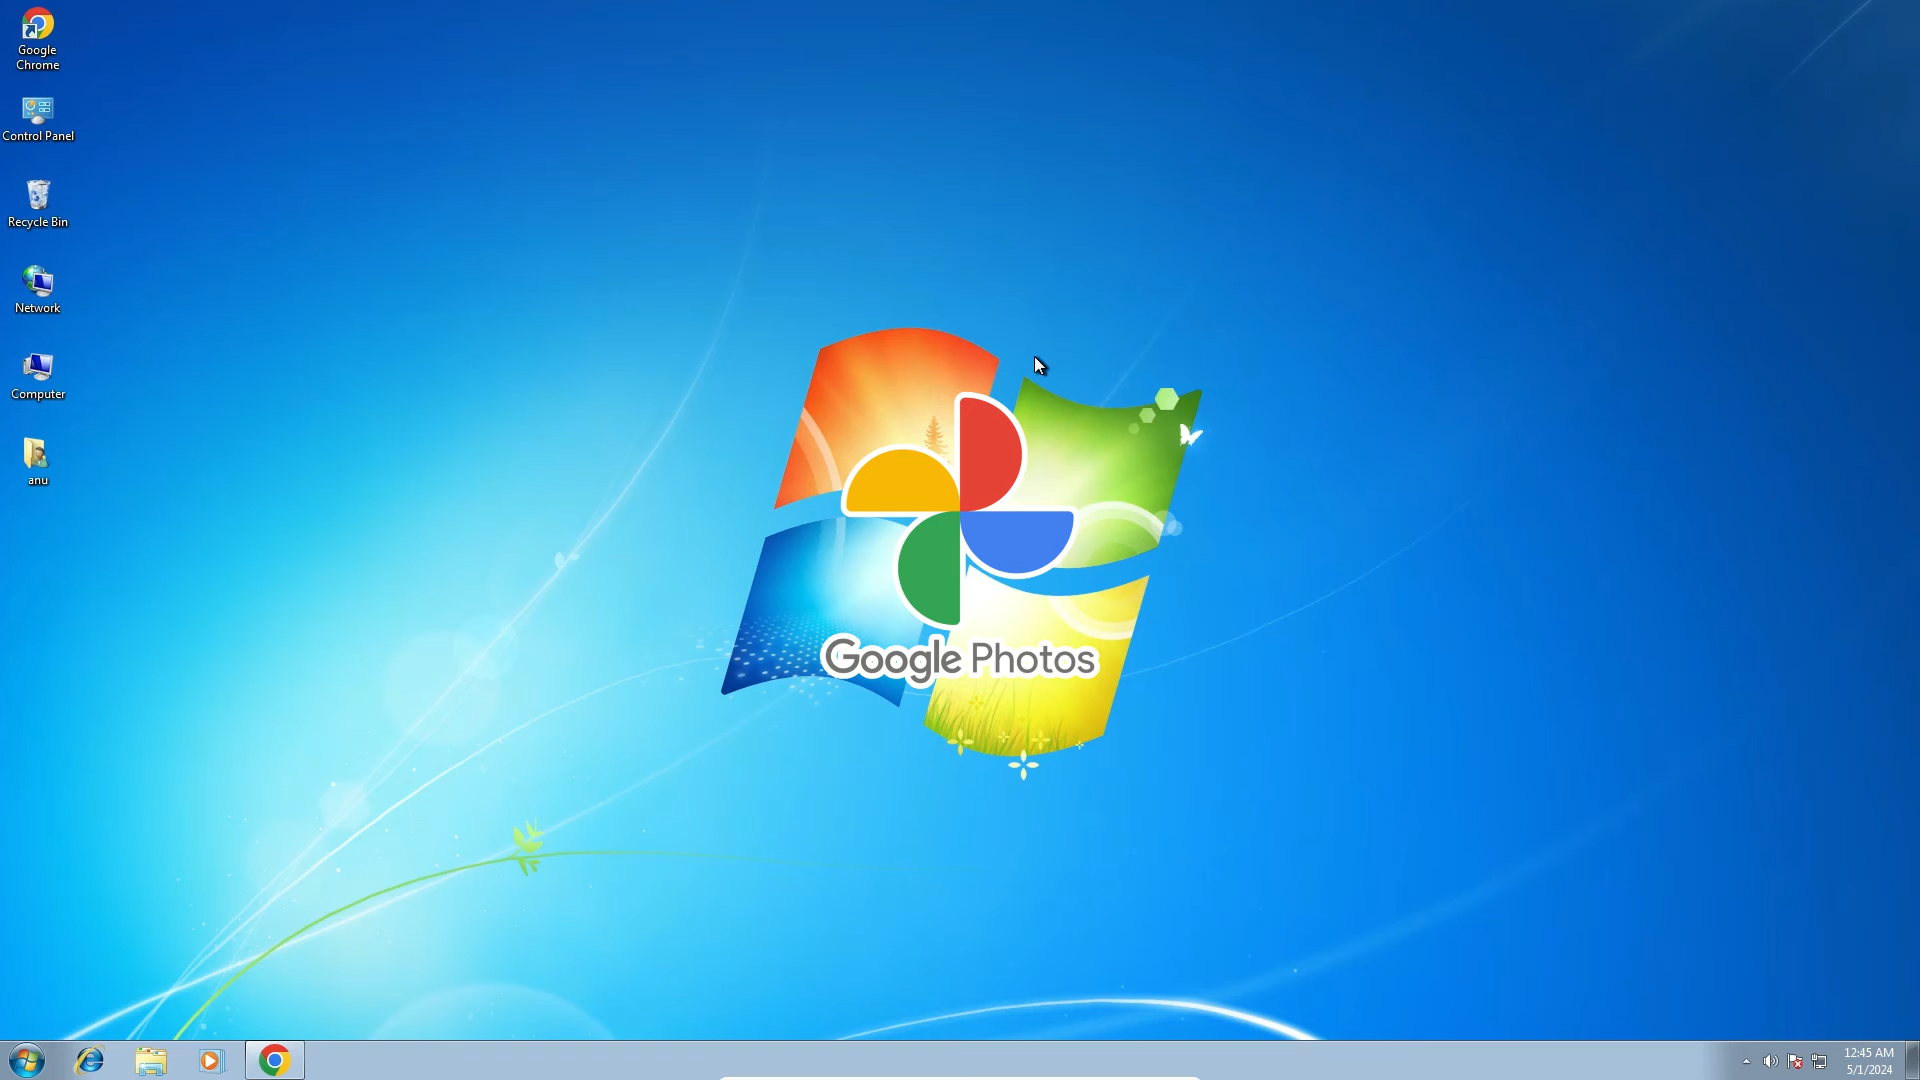 Google
Chrome
Control Panel
Recycle Bin
Network
Computer
anu
Google Photos
12:45 AM
5/1/2024